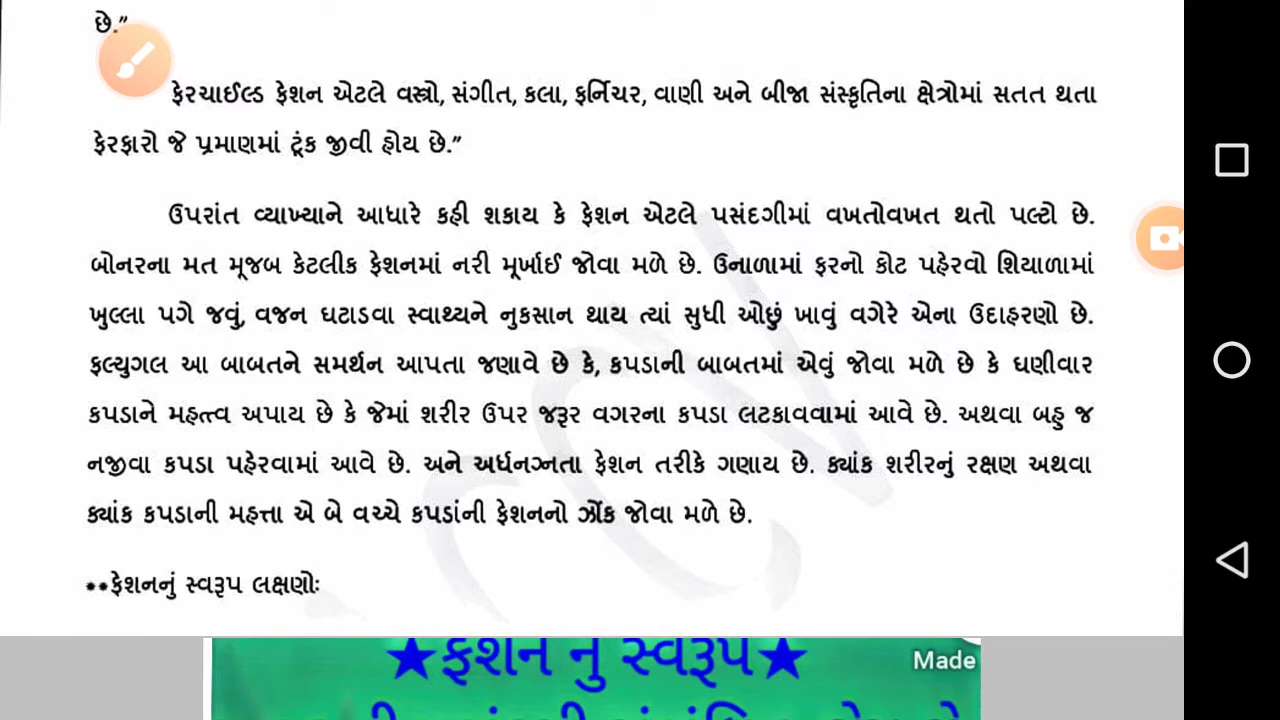 છે.”
ફેરચાઈલ્ડ ફેશન એટલે વસ્ત્રો, સંગીત, કલા, ફર્નિચર, વાણી અને બીજા સંસ્કૃતિના ક્ષેત્રોમાં સતત થતા
ફેરફારો જે પ્રમાણમાં ટૂંક જીવી હોય છે.”
ઉપરાંત વ્યાખ્યાને આધારે કહી શકાય કે ફેશન એટલે પસંદગીમાં વખતોવખત થતો પલ્ટો છે.
બોનરના મત મૂજબ કેટલીક ફેશનમાં નરી મૂર્ખાઈ જોવા મળે છે. ઉનાળામાં ફરનો કોટ પહેરવો શિયાળામાં
ખુલ્લા પગે જવું, વજન ઘટાડવા સ્વાથ્યને નુકસાન થાય ત્યાં સુધી ઓછું ખાવું વગેરે એના ઉદાહરણો છે.
ફલ્યુગલ આ બાબતને સમર્થન આપતા જણાવે છે કે, કપડાની બાબતમાં એવું જોવા મળે છે કે ઘણીવાર
કપડાને મહત્ત્વ અપાય છે કે જેમાં શરીર ઉપર જરૂર વગરના કપડા લટકાવવામાં આવે છે. અથવા બહુ જ
નજીવા કપડા પહેરવામાં આવે છે. અને અર્ધનગ્નતા ફેશન તરીકે ગણાય છે. ક્યાંક શરીરનું રક્ષણ અથવા
ક્યાંક કપડાની મહત્તા એ બે વચ્ચે કપડાંની ફેશનનો ઝોંક જોવા મળે છે.
**ફેશનનું સ્વરૂપ લક્ષણોઃ
★ફેશન નુ સ્વરૂપ★
Made